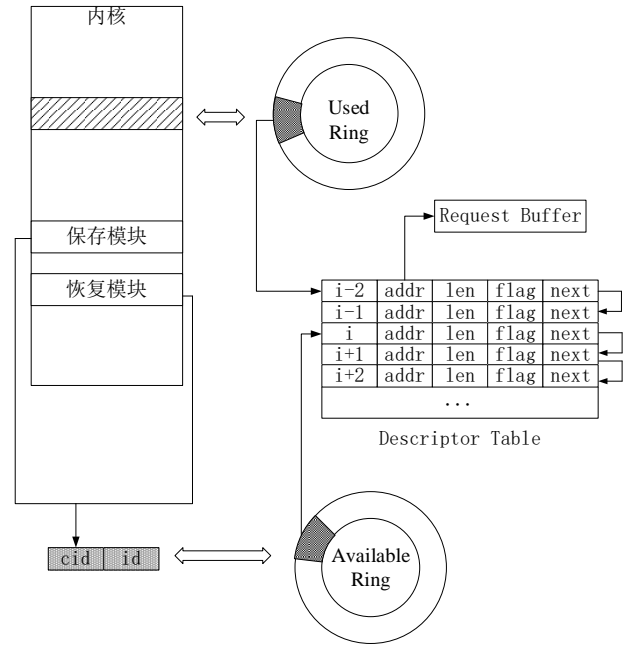 内核
Used
Ring
Request Buffer
保存模块
恢复模块
i-2 addr len flag next
i-1 addr len flag next
i addr len flag next
i+1 addr len flag next
i+2 addr len flag next
...
Descriptor Table
cid id
Available
Ring